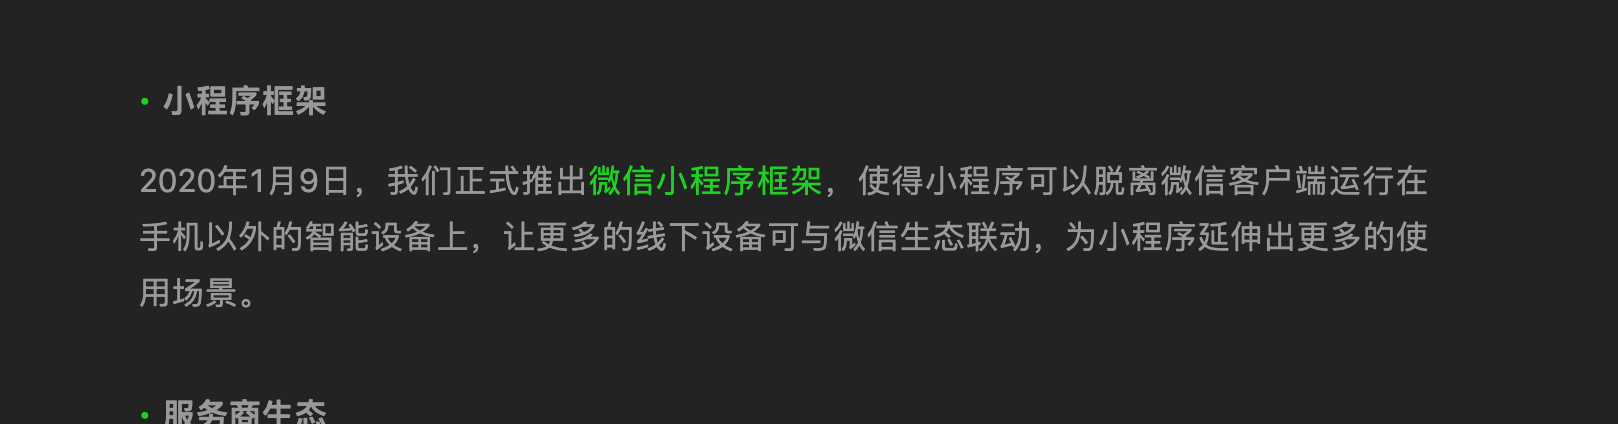 · 小程序框架
2020年1月9日，我们正式推出微信小程序框架，使得小程序可以脱离微信客户端运行在
手机以外的智能设备上，让更多的线下设备可与微信生态联动，为小程序延伸出更多的使
用场景。
· 服务商生态